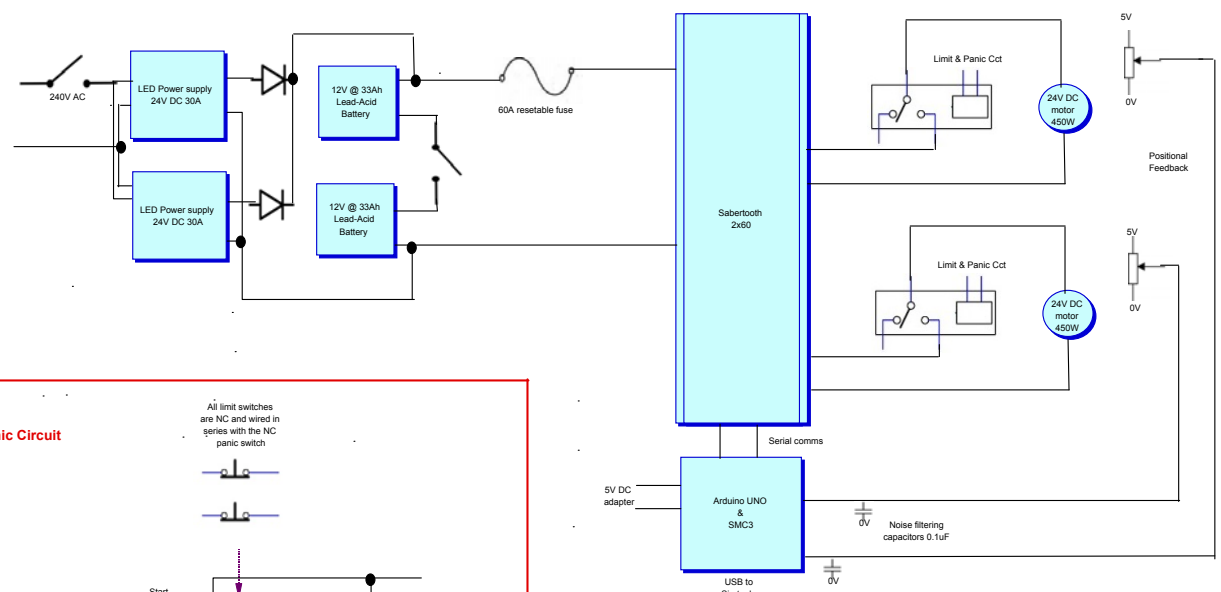 240V AC
LED Power supply
24V DC 30A
LED Power supply
24V DC 30A
12V @ 33Ah
Lead-Acid
Battery
12V @ 33Ah
Lead-Acid
Battery
60A resetable fuse
Sabertooth
2x60
Limit & Panic Cct
24V DC
motor
450W
5V
0V
Positional
Feedback
Limit & Panic Cct
24V DC
motor
450W
5V
0V
Serial comms
5V DC
adapter
Arduino UNO
&
SMC3
0V
Noise filtering
capacitors 0.1uF
0V
USB to
ic Circuit
All limit switches
are NC and wired in
series with the NC
panic switch
Start